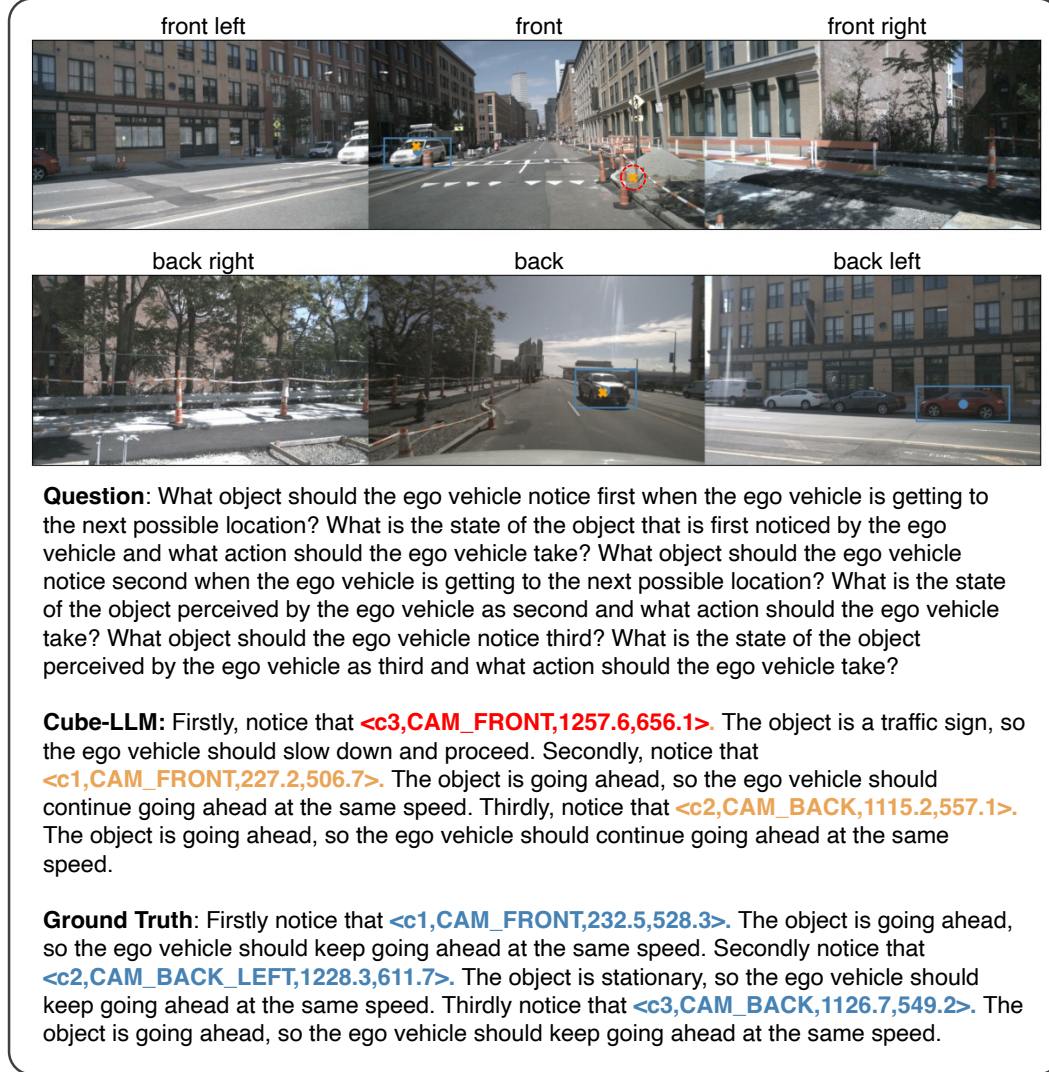 front left
front
front right
back right
back
back left
Question: What object should the ego vehicle notice first when the ego vehicle is getting to
the next possible location? What is the state of the object that is first noticed by the ego
vehicle and what action should the ego vehicle take? What object should the ego vehicle
notice second when the ego vehicle is getting to the next possible location? What is the state
of the object perceived by the ego vehicle as second and what action should the ego vehicle
take? What object should the ego vehicle notice third? What is the state of the object
perceived by the ego vehicle as third and what action should the ego vehicle take?
Cube-LLM: Firstly, notice that <c3,CAM_FRONT,1257.6,656.1>. The object is a traffic sign, so
the ego vehicle should slow down and proceed. Secondly, notice that
<c1,CAM_FRONT,227.2,506.7>. The object is going ahead, so the ego vehicle should
continue going ahead at the same speed. Thirdly, notice that <c2,CAM_BACK,1115.2,557.1>.
The object is going ahead, so the ego vehicle should continue going ahead at the same
speed.
Ground Truth: Firstly notice that <c1,CAM_FRONT,232.5,528.3>. The object is going ahead,
so the ego vehicle should keep going ahead at the same speed. Secondly notice that
<c2,CAM_BACK_LEFT,1228.3,611.7>. The object is stationary, so the ego vehicle should
keep going ahead at the same speed. Thirdly notice that <c3,CAM_BACK,1126.7,549.2>. The
object is going ahead, so the ego vehicle should keep going ahead at the same speed.